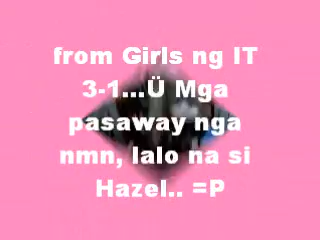 from Girls ng IT
3-1...Ü Mga
pasaway nga
nmn, lalo na si
Hazel.. =P